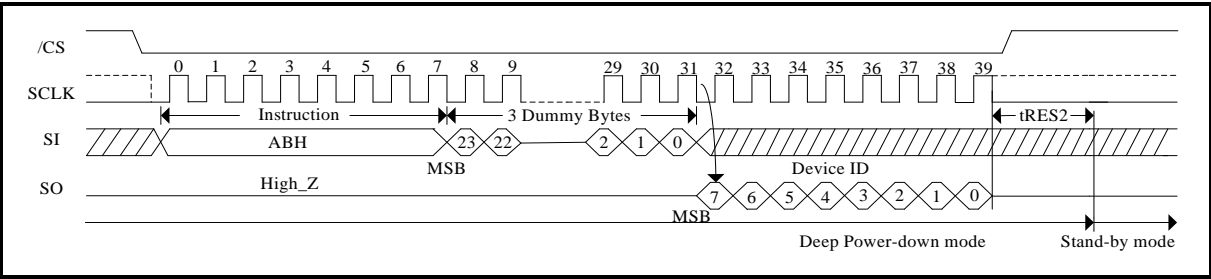 /CS
0 1 2 3 4 5 6 7 8 9 29 30 31 32 33 34 35 36 37 38 39
SCLK
Instruction 3 Dummy Bytes tRES2
SI ABH 23 22 2 1 0
MSB Device ID
SO High_Z 7 6 5 4 3 2 1 0
MSB
Deep Power-down mode Stand-by mode